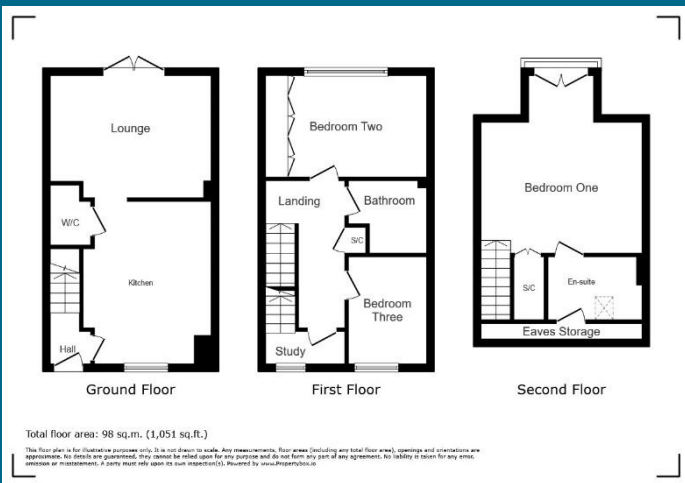 Lounge
W/C
Kitchen
Hall
Ground Floor
Bedroom Two
Landing
Bathroom
S/C
Bedroom
Three
Study
First Floor
Bedroom One
S/C
En-suite
Eaves Storage
Second Floor
Total floor area: 98 sq.m. (1,051 sq.ft.)
This floor plan is for illustrative purposes only. It is not drawn to scale. Any measurements, floor areas (including any total floor area), openings and orientations are
approximate. No details are guaranteed, they cannot be relied upon for any purpose and do not form any part of any agreement. No liability is taken for any error,
omission or misstatement. A party must rely upon its own inspection(s). Powered by www.Propertybox.io